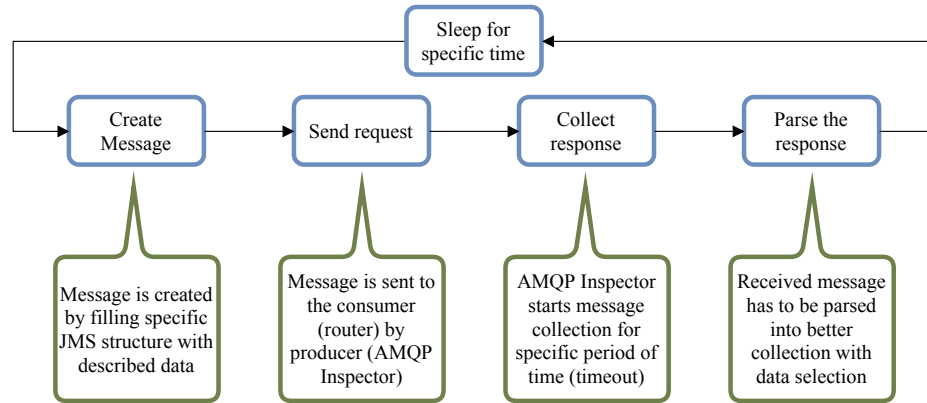 Sleep for
specific time
Create
Message
Send request
Collect
response
Parse the
response
Message is created
by filling specific
JMS structure with
described data
Message is sent to
the consumer
(router) by
producer (AMQP
Inspector)
AMQP Inspector
starts message
collection for
specific period of
time (timeout)
Received message
has to be parsed
into better
collection with
data selection